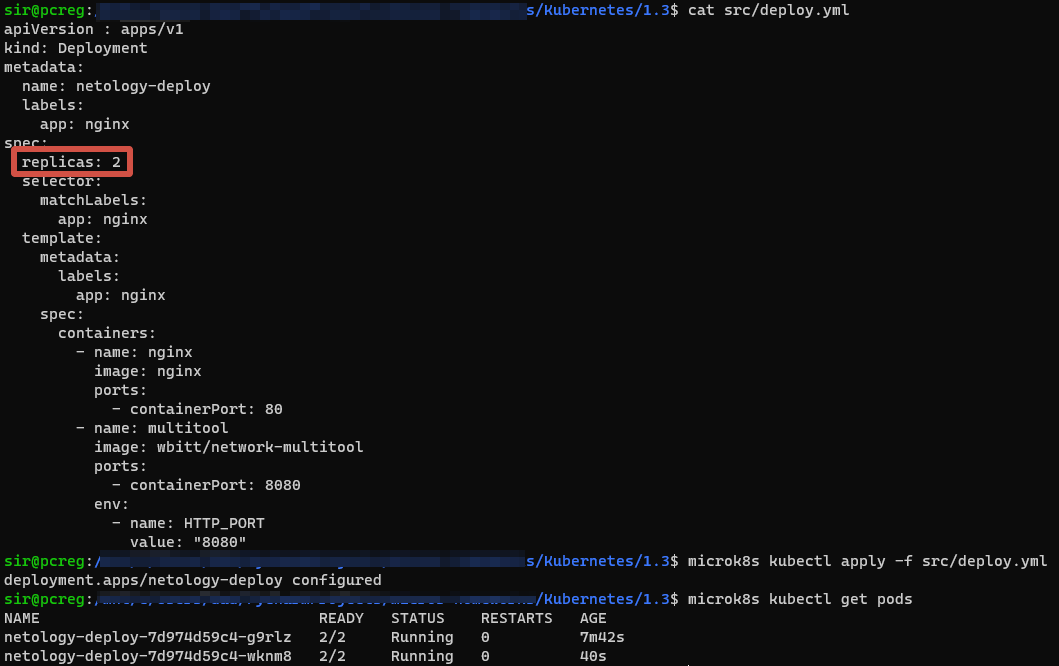 sir@pcreg:/ s/Kubernetes/1.3$ cat src/deploy.yml
apiVersion : apps/v1
kind: Deployment
metadata:
  name: netology-deploy
  labels:
    app: nginx
spec:
  replicas: 2
  selector:
    matchLabels:
      app: nginx
  template:
    metadata:
      labels:
        app: nginx
    spec:
      containers:
        - name: nginx
          image: nginx
          ports:
            - containerPort: 80
        - name: multitool
          image: wbitt/network-multitool
          ports:
            - containerPort: 8080
          env:
            - name: HTTP_PORT
              value: "8080"
sir@pcreg:/ s/Kubernetes/1.3$ microk8s kubectl apply -f src/deploy.yml
deployment.apps/netology-deploy configured
sir@pcreg:/ /Kubernetes/1.3$ microk8s kubectl get pods
NAME                               READY   STATUS    RESTARTS   AGE
netology-deploy-7d974d59c4-g9rlz   2/2     Running   0          7m42s
netology-deploy-7d974d59c4-wknm8   2/2     Running   0          40s